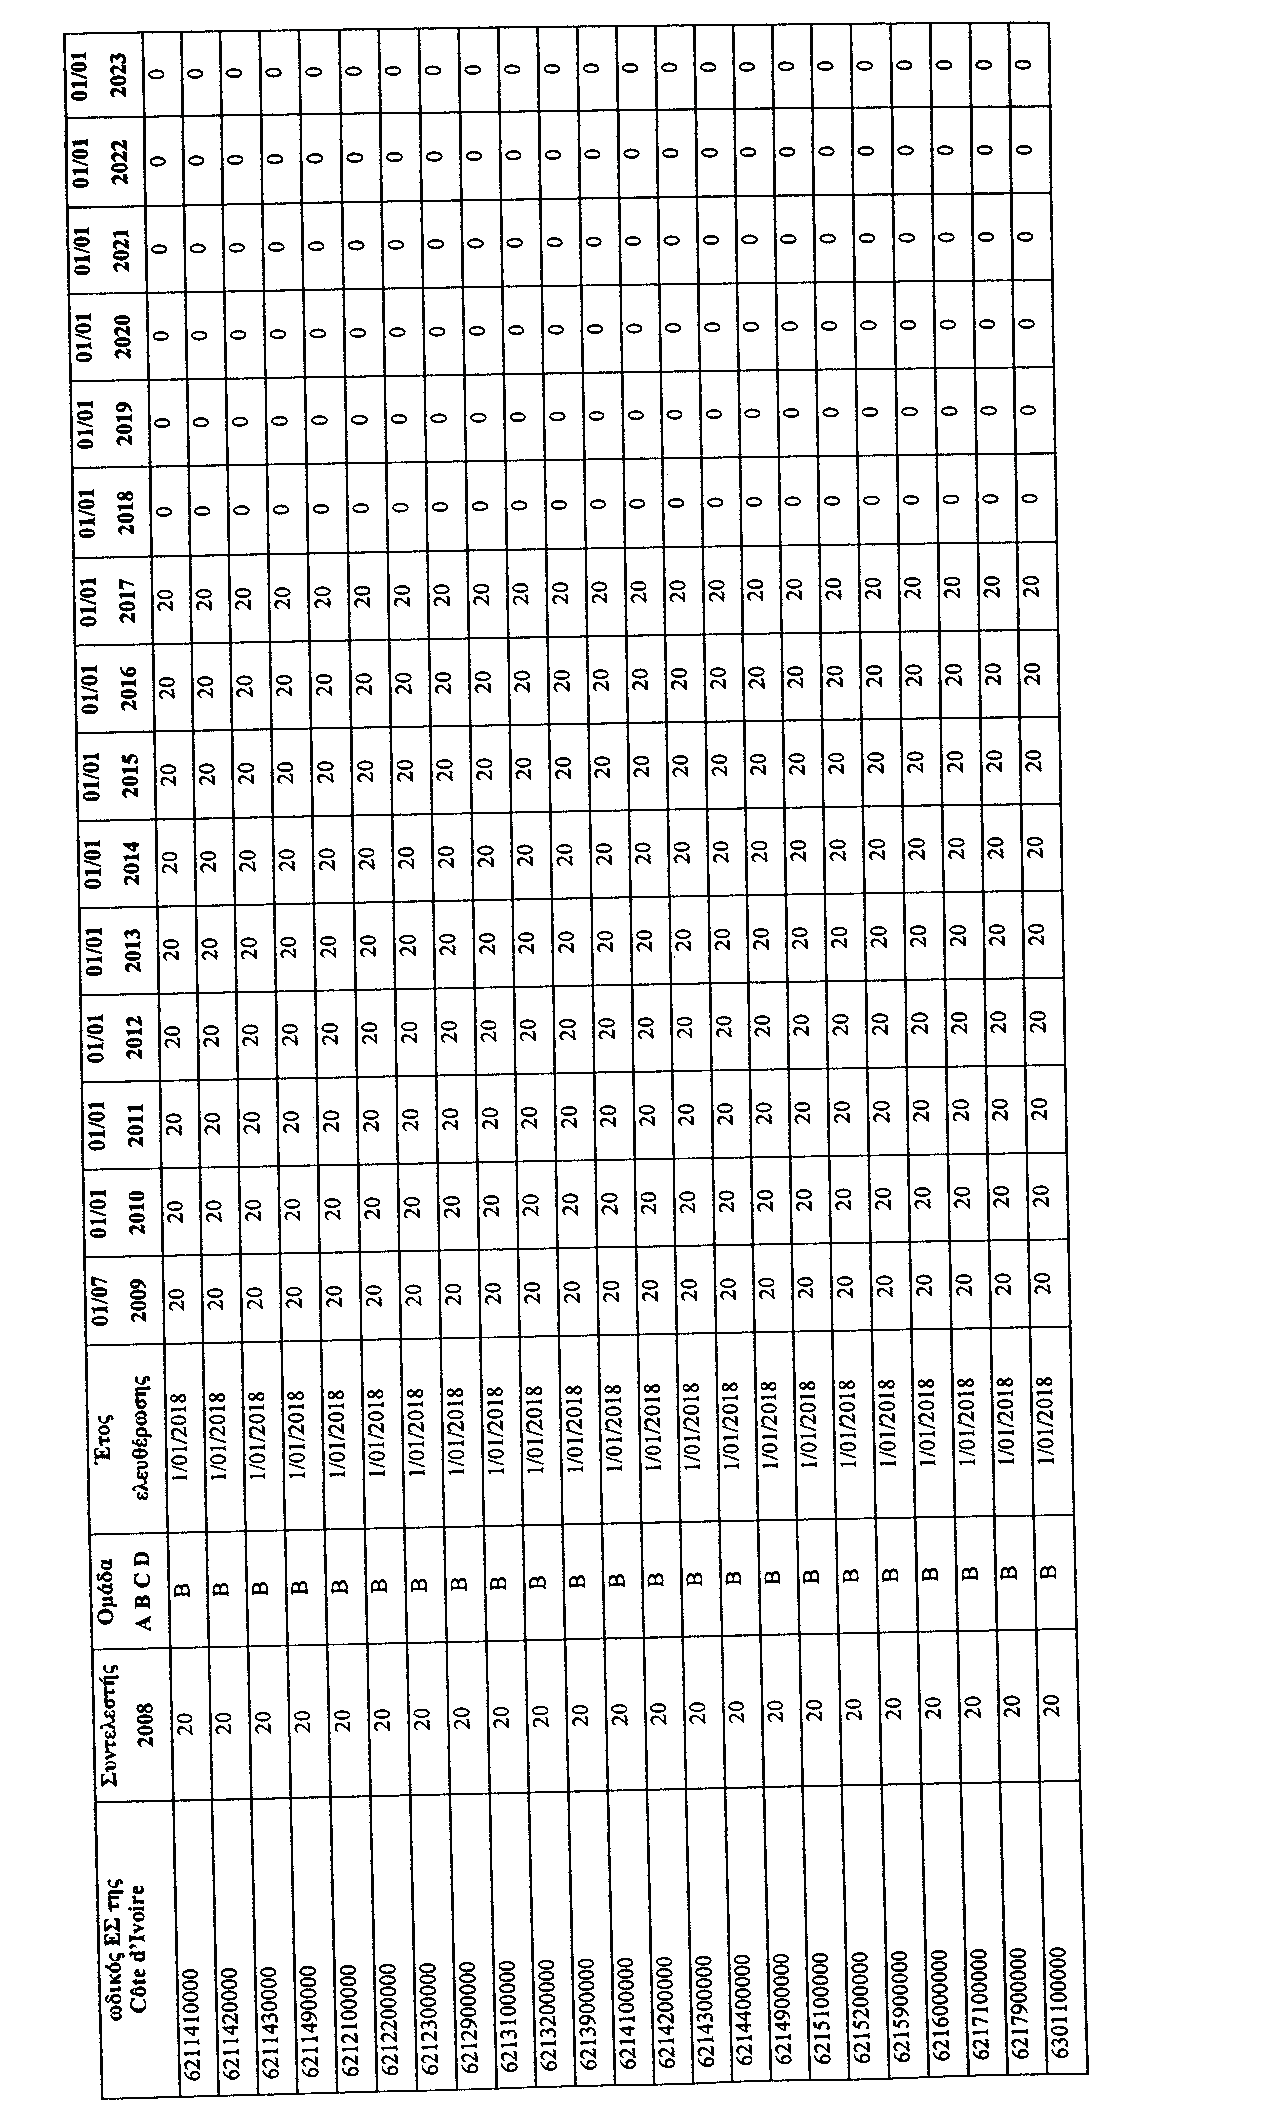 ωδικός ΕΣ της Συντελεστής Ομάδα Έτος 01/07 01/01 01/01 01/01 01/01 01/01 01/01 01/01 01/01 01/01 01/01 01/01 01/01 01/01 01/01
Côte d'Ivoire 2008 A B C D ελευθέρωσης 2009 2010 2011 2012 2013 2014 2015 2016 2017 2018 2019 2020 2021 2022 2023
6211410000 20 B 1/01/2018 20 20 20 20 20 20 20 20 20 0 0 0 0 0 0
6211420000 20 B 1/01/2018 20 20 20 20 20 20 20 20 20 0 0 0 0 0 0
6211430000 20 B 1/01/2018 20 20 20 20 20 20 20 20 20 0 0 0 0 0 0
6211490000 20 B 1/01/2018 20 20 20 20 20 20 20 20 20 0 0 0 0 0 0
6212100000 20 B 1/01/2018 20 20 20 20 20 20 20 20 20 0 0 0 0 0 0
6212200000 20 B 1/01/2018 20 20 20 20 20 20 20 20 20 0 0 0 0 0 0
6212300000 20 B 1/01/2018 20 20 20 20 20 20 20 20 20 0 0 0 0 0 0
6212900000 20 B 1/01/2018 20 20 20 20 20 20 20 20 20 0 0 0 0 0 0
6213100000 20 B 1/01/2018 20 20 20 20 20 20 20 20 20 0 0 0 0 0 0
6213200000 20 B 1/01/2018 20 20 20 20 20 20 20 20 20 0 0 0 0 0 0
6213900000 20 B 1/01/2018 20 20 20 20 20 20 20 20 20 0 0 0 0 0 0
6214100000 20 B 1/01/2018 20 20 20 20 20 20 20 20 20 0 0 0 0 0 0
6214200000 20 B 1/01/2018 20 20 20 20 20 20 20 20 20 0 0 0 0 0 0
6214300000 20 B 1/01/2018 20 20 20 20 20 20 20 20 20 0 0 0 0 0 0
6214400000 20 B 1/01/2018 20 20 20 20 20 20 20 20 20 0 0 0 0 0 0
6214900000 20 B 1/01/2018 20 20 20 20 20 20 20 20 20 0 0 0 0 0 0
6215100000 20 B 1/01/2018 20 20 20 20 20 20 20 20 20 0 0 0 0 0 0
6215200000 20 B 1/01/2018 20 20 20 20 20 20 20 20 20 0 0 0 0 0 0
6215900000 20 B 1/01/2018 20 20 20 20 20 20 20 20 20 0 0 0 0 0 0
6216000000 20 B 1/01/2018 20 20 20 20 20 20 20 20 20 0 0 0 0 0 0
6217100000 20 B 1/01/2018 20 20 20 20 20 20 20 20 20 0 0 0 0 0 0
6217900000 20 B 1/01/2018 20 20 20 20 20 20 20 20 20 0 0 0 0 0 0
6301100000 20 B 1/01/2018 20 20 20 20 20 20 20 20 20 0 0 0 0 0 0